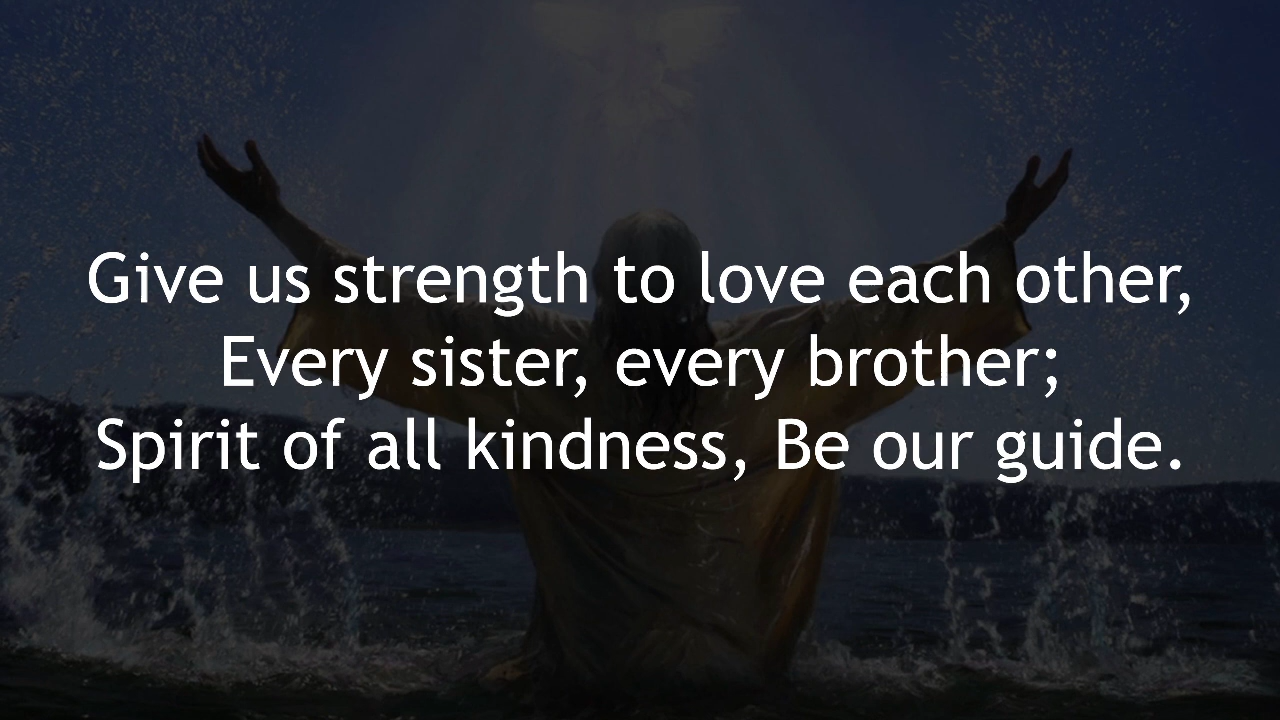 Give us strength to love each other,
Every sister, every brother;
Spirit of all kindness, Be our guide.